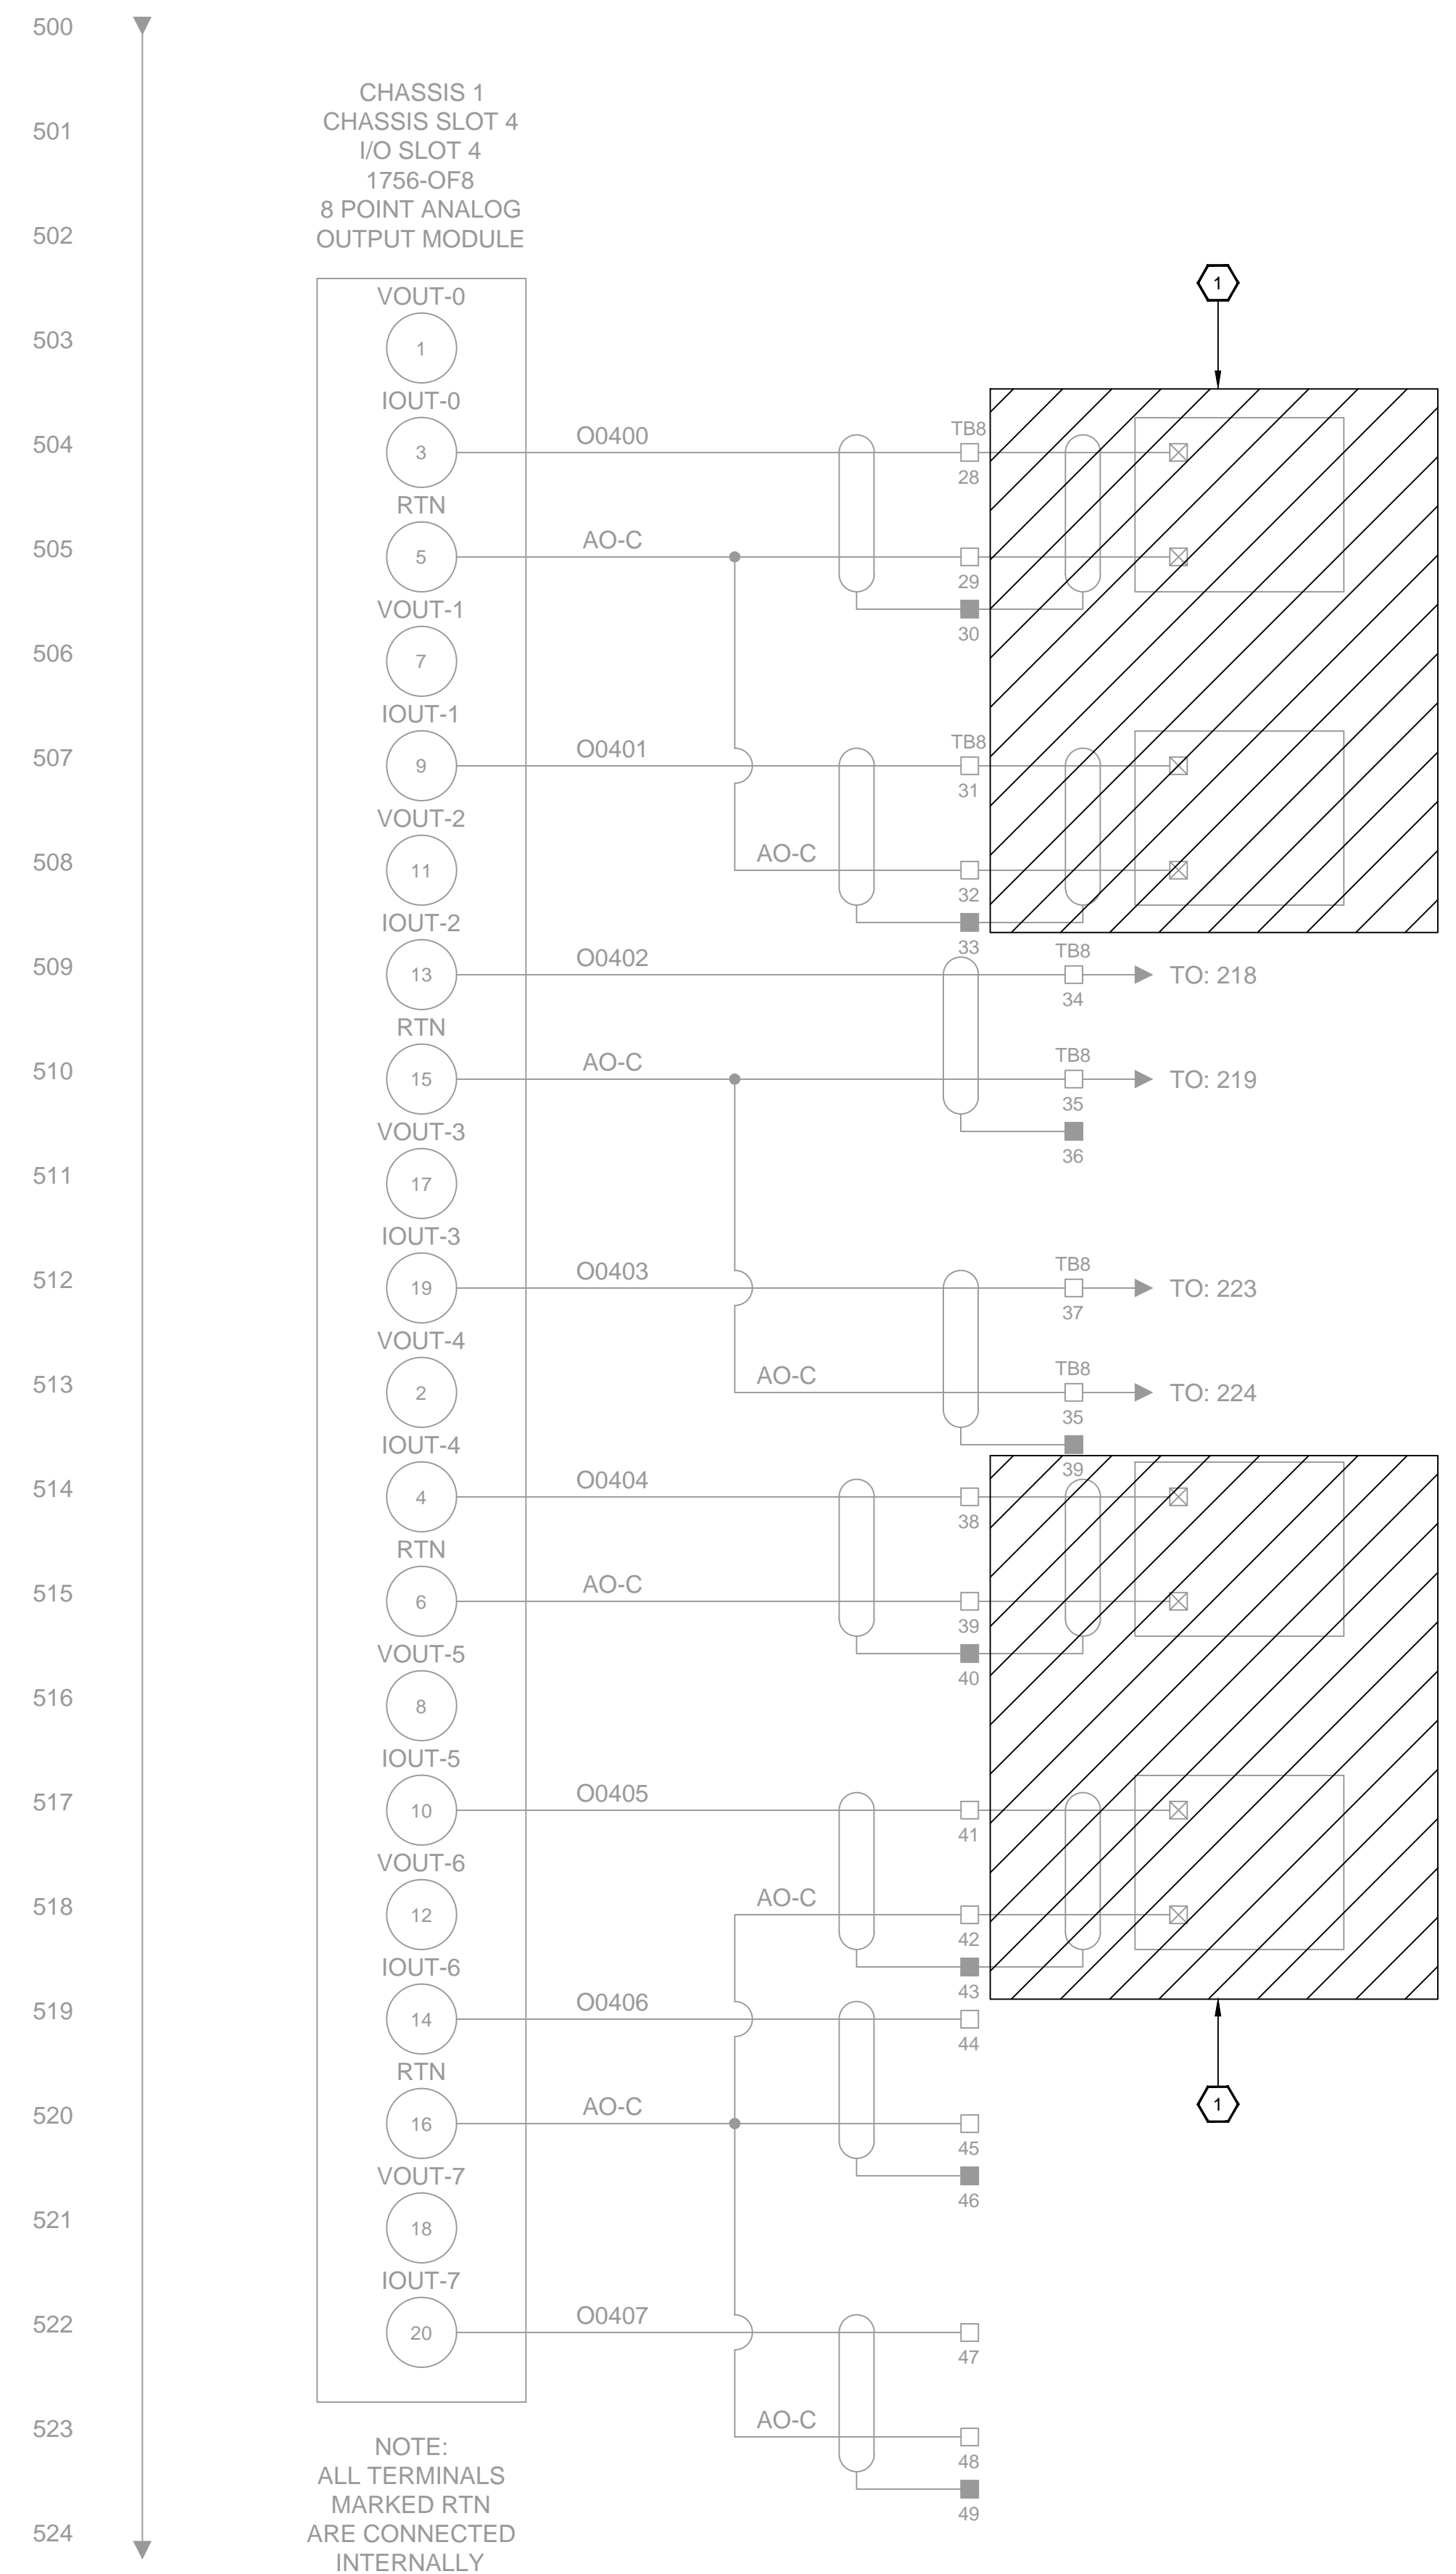 500
CHASSIS 1
501
CHASSIS SLOT 4
I/O SLOT 4
1756-OF8
8 POINT ANALOG
502
OUTPUT MODULE
1
VOUT-0
503
1
IOUT-0
504
3
O0400
TB8
28
RTN
505
5
AO-C
29
VOUT-1
30
506
7
IOUT-1
507
9
O0401
TB8
31
VOUT-2
508
11
AO-C
32
IOUT-2
33
509
13
O0402
TB8
34
TO: 218
RTN
510
15
AO-C
TB8
35
TO: 219
VOUT-3
36
511
17
IOUT-3
512
19
O0403
TB8
37
TO: 223
VOUT-4
513
2
AO-C
TB8
35
TO: 224
IOUT-4
39
514
4
O0404
38
RTN
515
6
AO-C
39
VOUT-5
40
516
8
IOUT-5
517
10
O0405
41
VOUT-6
518
12
AO-C
42
IOUT-6
43
519
14
O0406
44
RTN
520
16
AO-C
45
1
VOUT-7
46
521
18
IOUT-7
522
20
O0407
47
523
AO-C
48
49
NOTE:
ALL TERMINALS
MARKED RTN
524
ARE CONNECTED
INTERNALLY